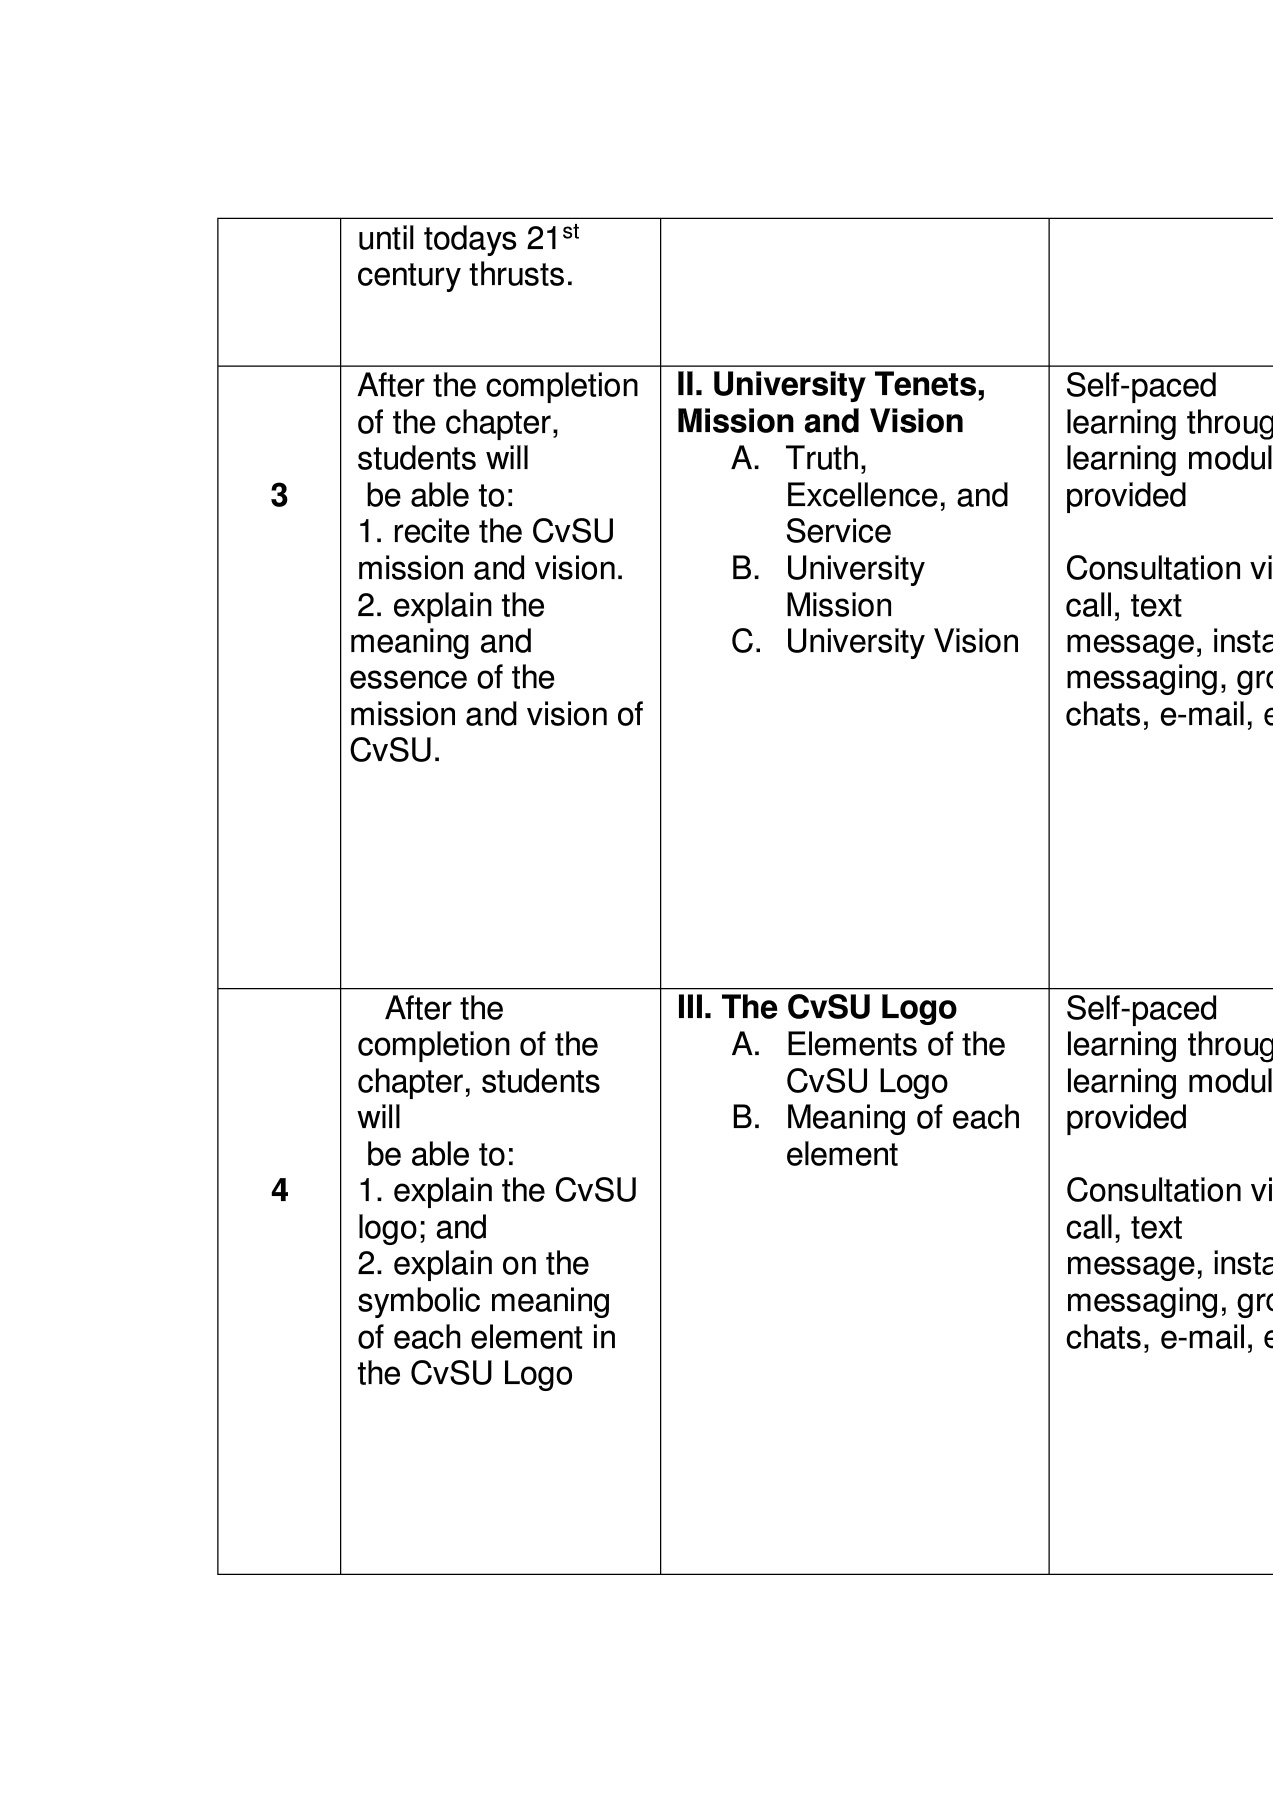 until todays 21st
century thrusts.
3
After the completion
of the chapter,
students will
be able to:
1. recite the CvSU
mission and vision.
2. explain the
meaning and
essence of the
mission and vision of
CvSU.
II. University Tenets,
Mission and Vision
A. Truth,
Excellence, and
Service
B. University
Mission
C. University Vision
Self-paced
learning throug
learning modul
provided
Consultation vi
call, text
message, insta
messaging, gro
chats, e-mail, e
4
After the
completion of the
chapter, students
will
be able to:
1. explain the CvSU
logo; and
2. explain on the
symbolic meaning
of each element in
the CvSU Logo
III. The CvSU Logo
A. Elements of the
CvSU Logo
B. Meaning of each
element
Self-paced
learning throug
learning modul
provided
Consultation vi
call, text
message, insta
messaging, gro
chats, e-mail, e